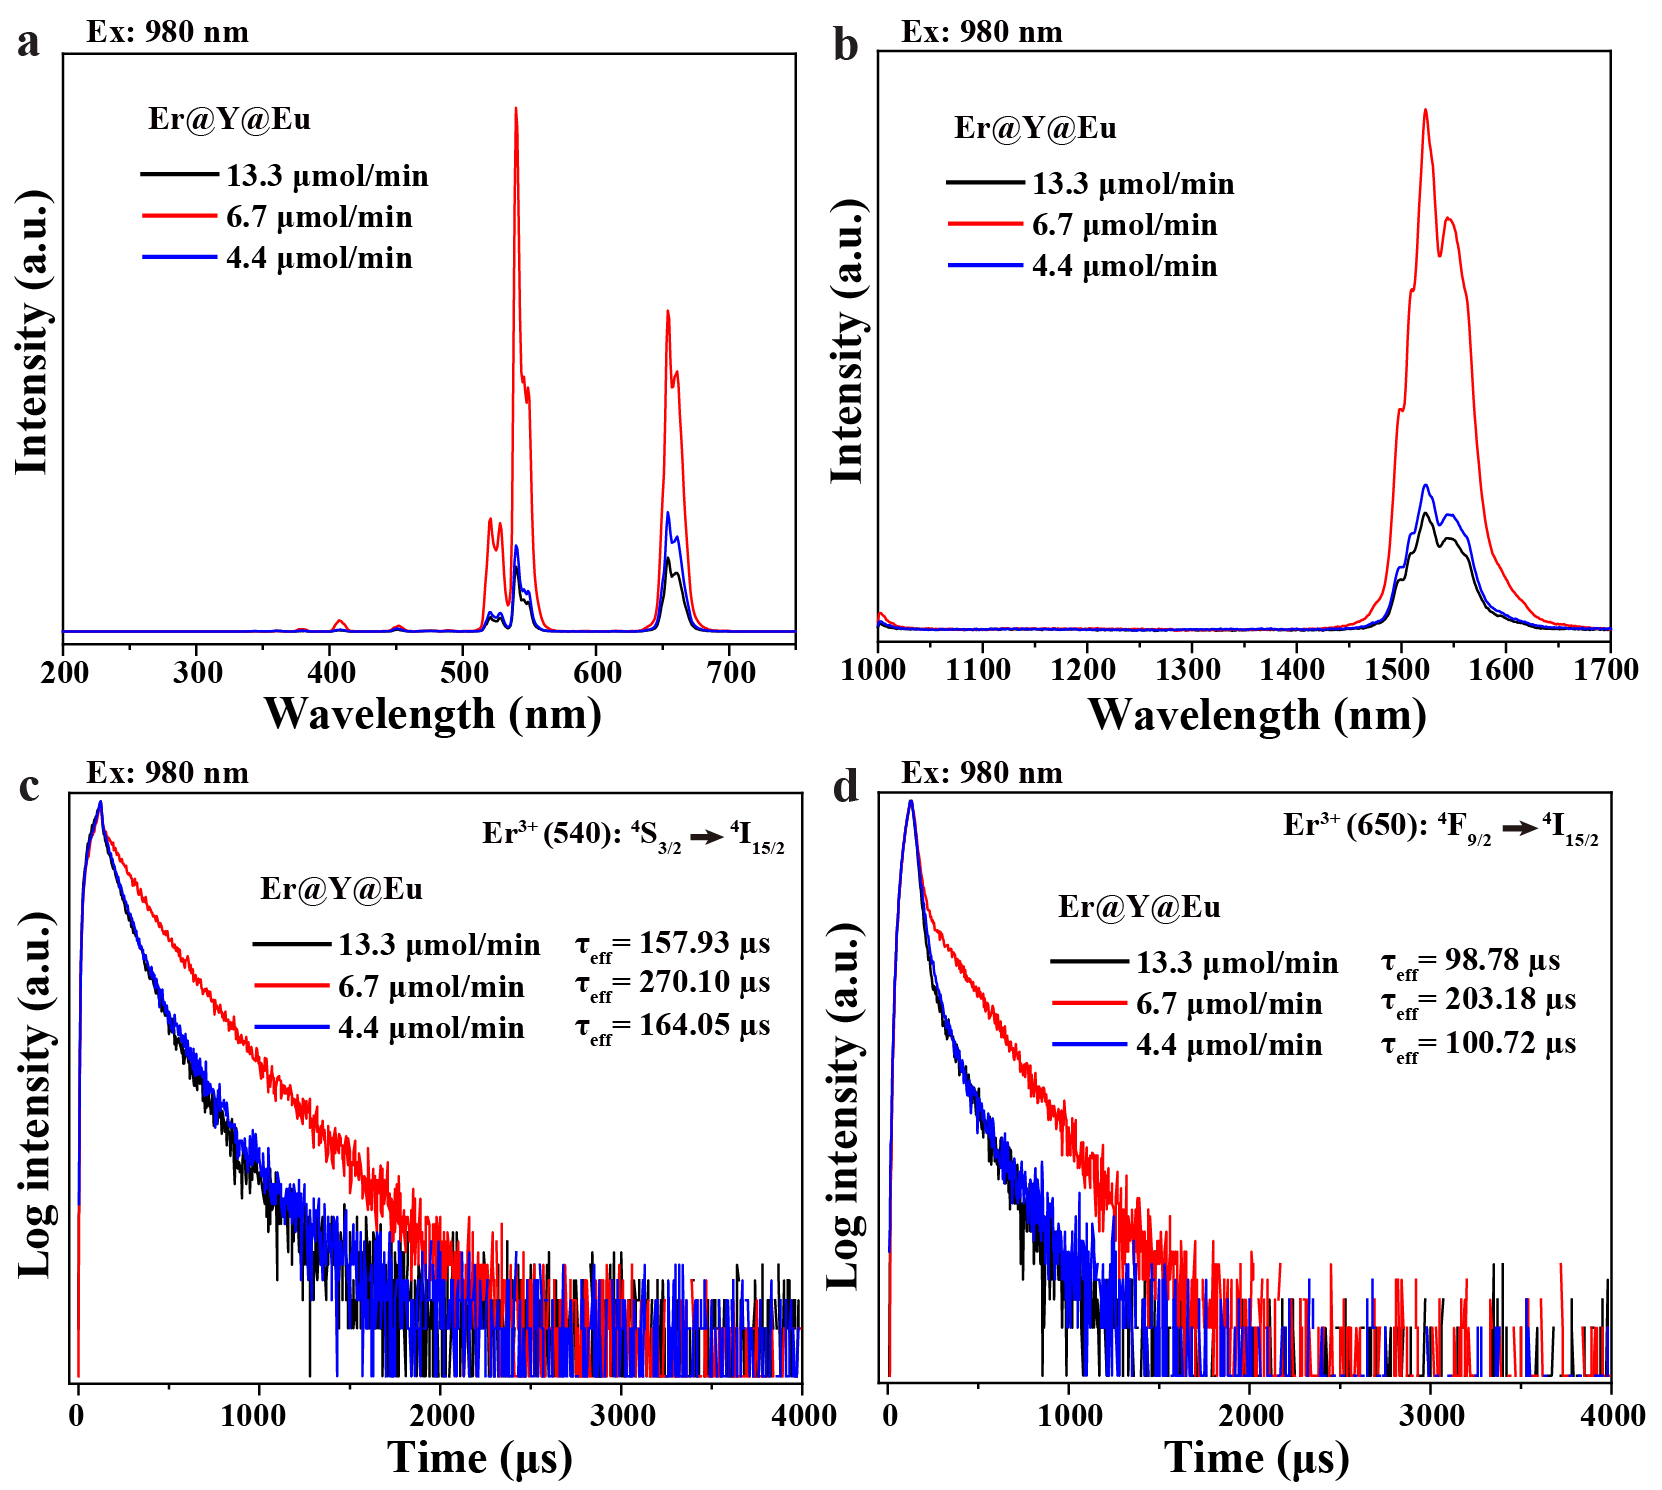 a
Ex: 980 nm
Er@Y@Eu
13.3 μmol/min
6.7 μmol/min
4.4 μmol/min
Intensity (a.u.)
200 300 400 500 600 700
Wavelength (nm)
b
Ex: 980 nm
Er@Y@Eu
13.3 μmol/min
6.7 μmol/min
4.4 μmol/min
Intensity (a.u.)
1000 1100 1200 1300 1400 1500 1600 1700
Wavelength (nm)
c
Ex: 980 nm
Er³⁺ (540): ⁴S₃/₂ → ⁴I₁₅/₂
Er@Y@Eu
13.3 μmol/min τeff= 157.93 μs
6.7 μmol/min τeff= 270.10 μs
4.4 μmol/min τeff= 164.05 μs
Log intensity (a.u.)
0 1000 2000 3000 4000
Time (μs)
d
Ex: 980 nm
Er³⁺ (650): ⁴F₉/₂ → ⁴I₁₅/₂
Er@Y@Eu
13.3 μmol/min τeff= 98.78 μs
6.7 μmol/min τeff= 203.18 μs
4.4 μmol/min τeff= 100.72 μs
Log intensity (a.u.)
0 1000 2000 3000 4000
Time (μs)